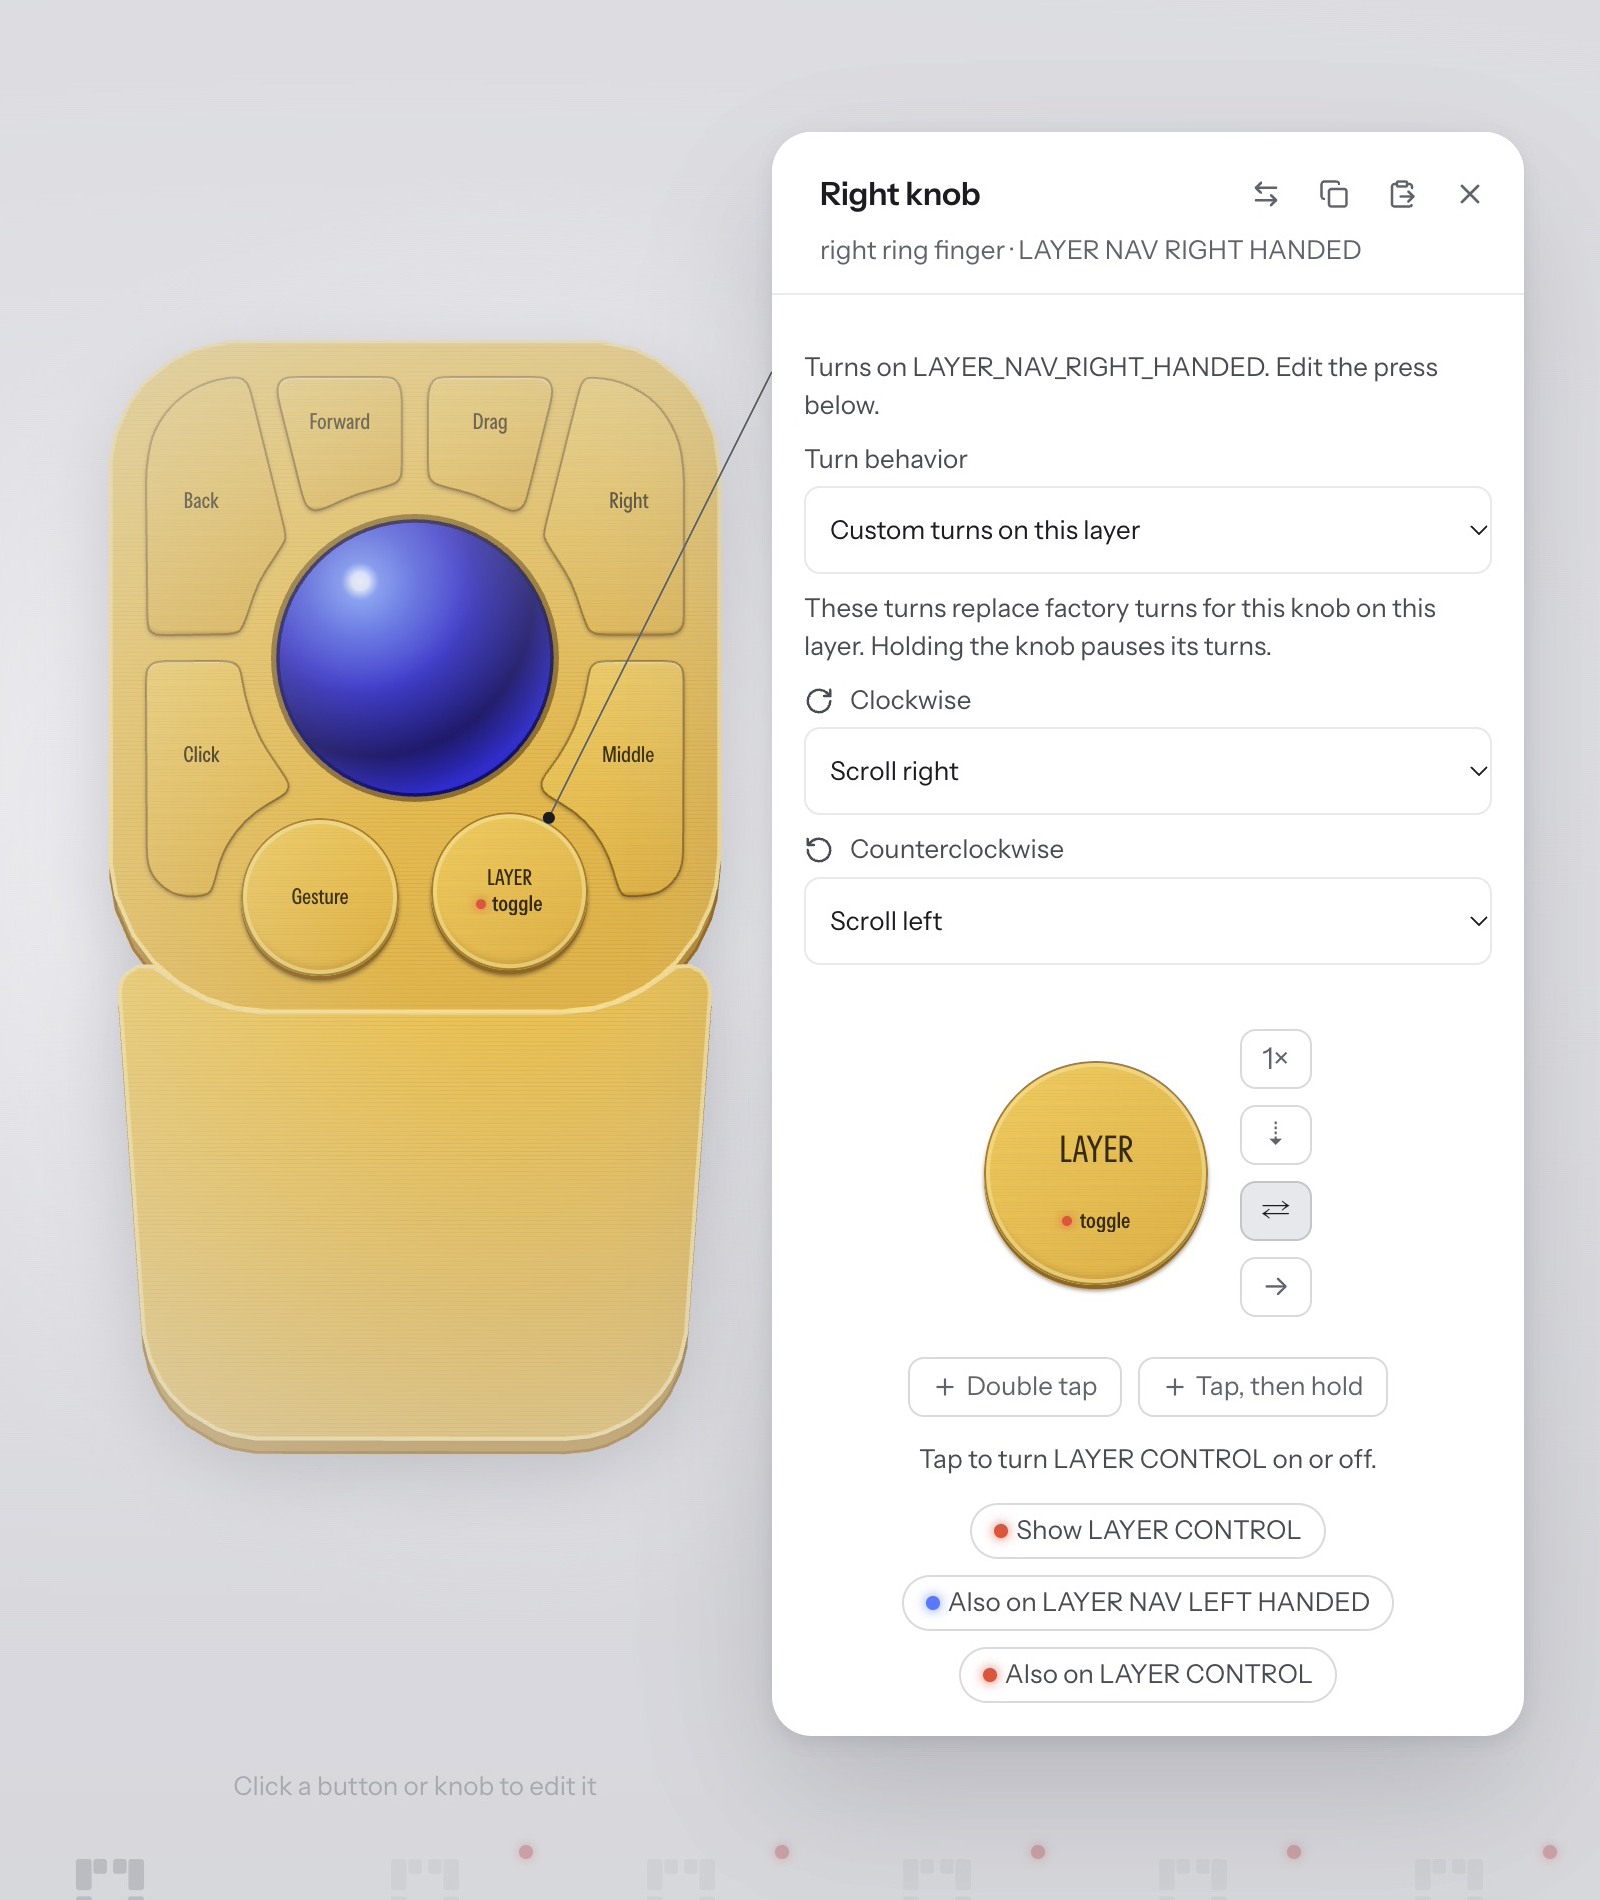 Right knob
right ring finger · LAYER NAV RIGHT HANDED
Turns on LAYER_NAV_RIGHT_HANDED. Edit the press
below.
Turn behavior
Custom turns on this layer
These turns replace factory turns for this knob on this
layer. Holding the knob pauses its turns.
Clockwise
Scroll right
Counterclockwise
Scroll left
LAYER
toggle
1×
Double tap
Tap, then hold
Tap to turn LAYER CONTROL on or off.
Show LAYER CONTROL
Also on LAYER NAV LEFT HANDED
Also on LAYER CONTROL
Forward
Drag
Back
Right
Click
Middle
Gesture
LAYER
toggle
Click a button or knob to edit it